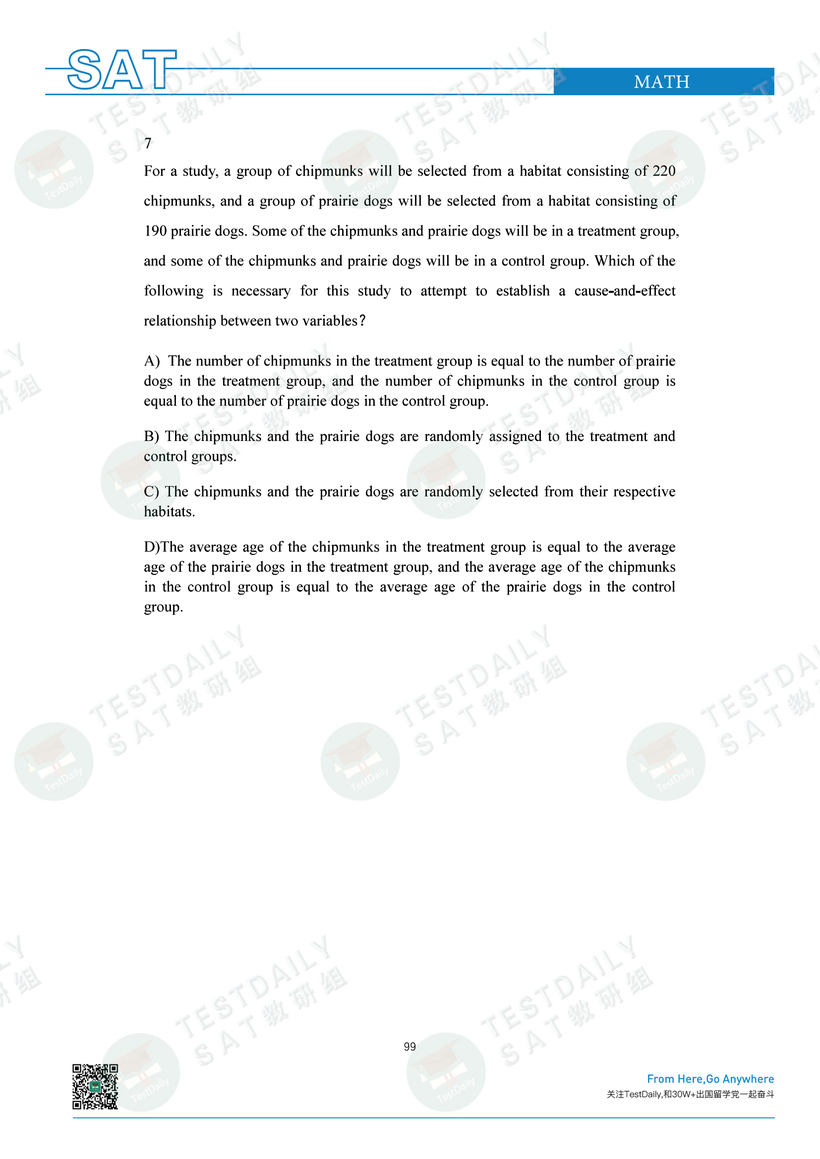 SAT
MATH
7
For a study, a group of chipmunks will be selected from a habitat consisting of 220
chipmunks, and a group of prairie dogs will be selected from a habitat consisting of
190 prairie dogs. Some of the chipmunks and prairie dogs will be in a treatment group,
and some of the chipmunks and prairie dogs will be in a control group. Which of the
following is necessary for this study to attempt to establish a cause-and-effect
relationship between two variables?
A) The number of chipmunks in the treatment group is equal to the number of prairie
dogs in the treatment group, and the number of chipmunks in the control group is
equal to the number of prairie dogs in the control group.
B) The chipmunks and the prairie dogs are randomly assigned to the treatment and
control groups.
C) The chipmunks and the prairie dogs are randomly selected from their respective
habitats.
D)The average age of the chipmunks in the treatment group is equal to the average
age of the prairie dogs in the treatment group, and the average age of the chipmunks
in the control group is equal to the average age of the prairie dogs in the control
group.
TESTDAILY
SAT教研组
TestDaily
99
From Here,Go Anywhere
关注TestDaily,和30W+出国留学党一起奋斗